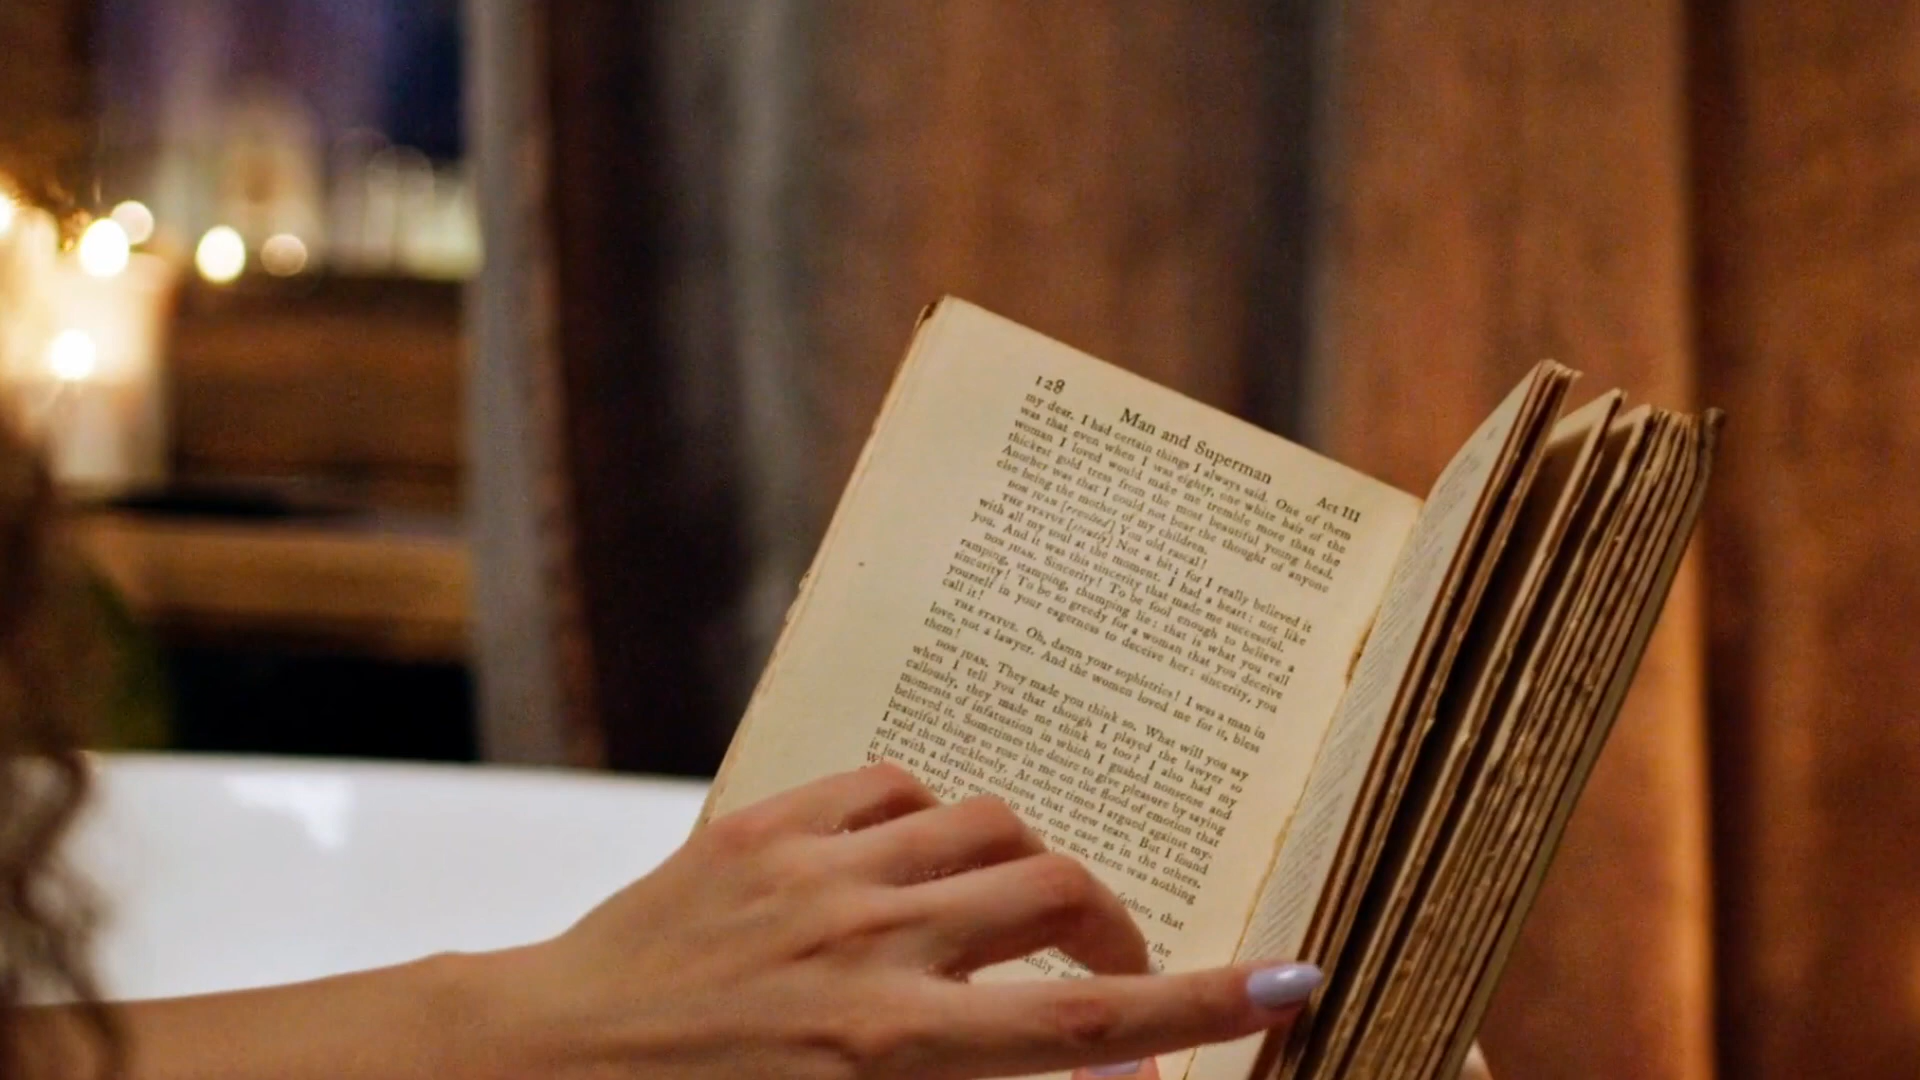 128 Man and Superman Act III
my dear. I had certain things I always said. One of them
was that even when I was eighty, one white hair of the
woman I loved would make me tremble more than the
thickest gold tress from the most beautiful young head.
Another was that I could not bear the thought of anyone
else being the mother of my children.
DON JUAN [revolted] You old rascal!
THE STATUE [stoutly] Not a bit; for I really believed it
with all my soul at the moment. I had a heart: not like
you. And it was this sincerity that made me successful.
DON JUAN. Sincerity! To be fool enough to believe a
ramping, stamping, thumping lie: that is what you call
sincerity! To be so greedy for a woman that you deceive
yourself in your eagerness to deceive her: sincerity, you
call it!
THE STATUE. Oh, damn your sophistries! I was a man in
love, not a lawyer. And the women loved me for it, bless
them!
DON JUAN. They made you think so. What will you say
when I tell you that though I played the lawyer so
callously, they made me think so too? I also had my
moments of infatuation in which I gushed nonsense and
believed it. Sometimes the desire to give pleasure by saying
beautiful things so rose in me on the flood of emotion that
I said them recklessly. At other times I argued against my-
self with a devilish coldness that drew tears. But I found
it just as hard to escape in the one case as in the others.
lady's on me, there was nothing
father, that
the